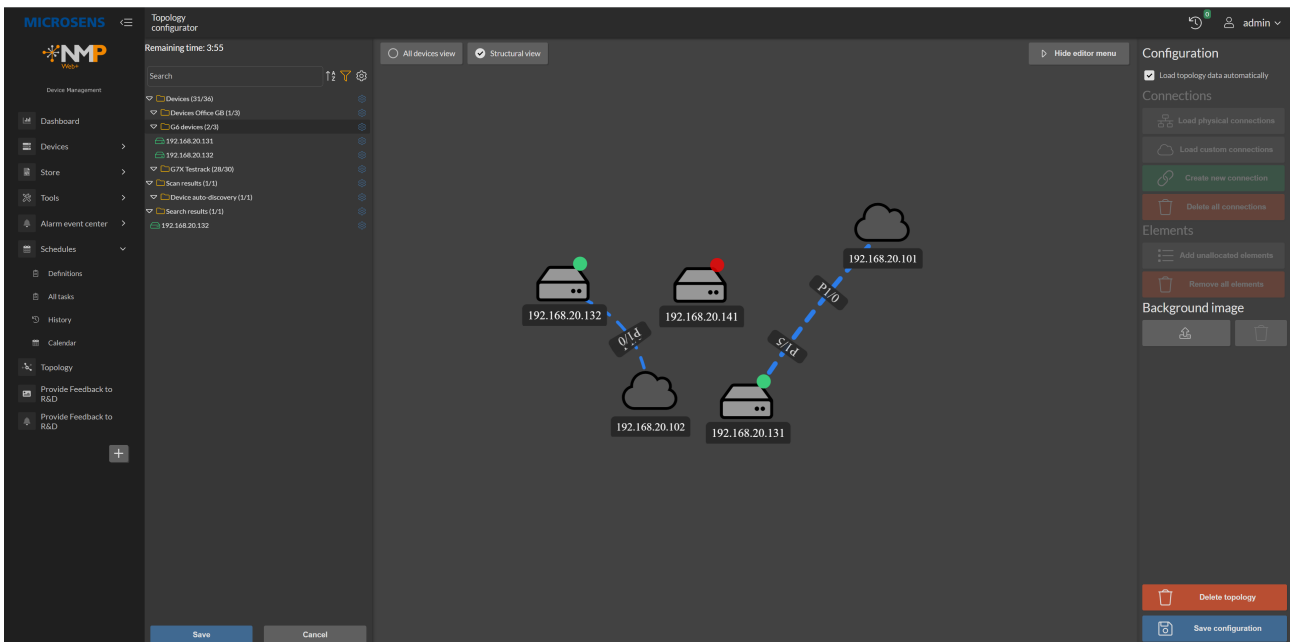 MICROSENS
NMP
Web+
Device Management
Dashboard
Devices
Store
Tools
Alarm event center
Schedules
Definitions
All tasks
History
Calendar
Topology
Provide Feedback to
R&D
Provide Feedback to
R&D
+
Topology
configurator
Remaining time: 3:55
Search
Devices (31/36)
Devices Office GB (1/3)
G6 devices (2/3)
192.168.20.131
192.168.20.132
G7X Testrack (28/30)
Scan results (1/1)
Device auto-discovery (1/1)
Search results (1/1)
192.168.20.132
Save
Cancel
All devices view
Structural view
Hide editor menu
192.168.20.101
P1/0
192.168.20.132
192.168.20.141
P1/5
192.168.20.102
192.168.20.131
0
admin
Configuration
Load topology data automatically
Connections
Load physical connections
Load custom connections
Create new connection
Delete all connections
Elements
Add unallocated elements
Remove all elements
Background image
Delete topology
Save configuration